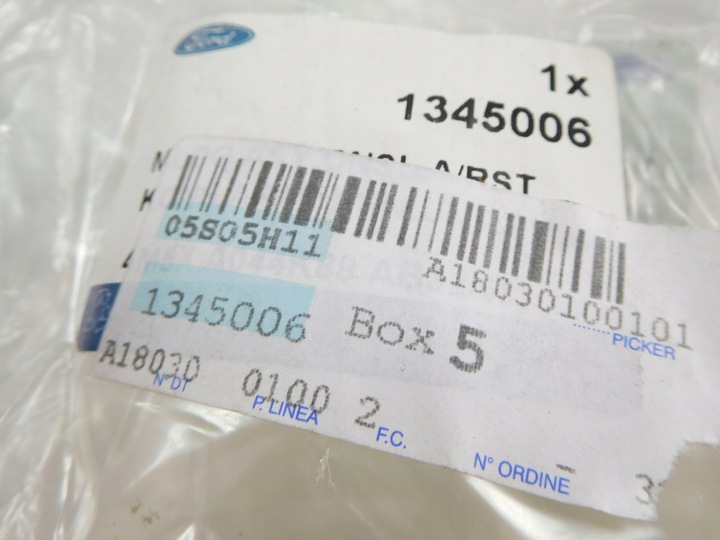 Ford
1x
1345006
A/RST
05S05H11
A18030100101
PICKER
1345006 Box 5
A18030 0100 2
N° DT P. LINEA F.C. N° ORDINE